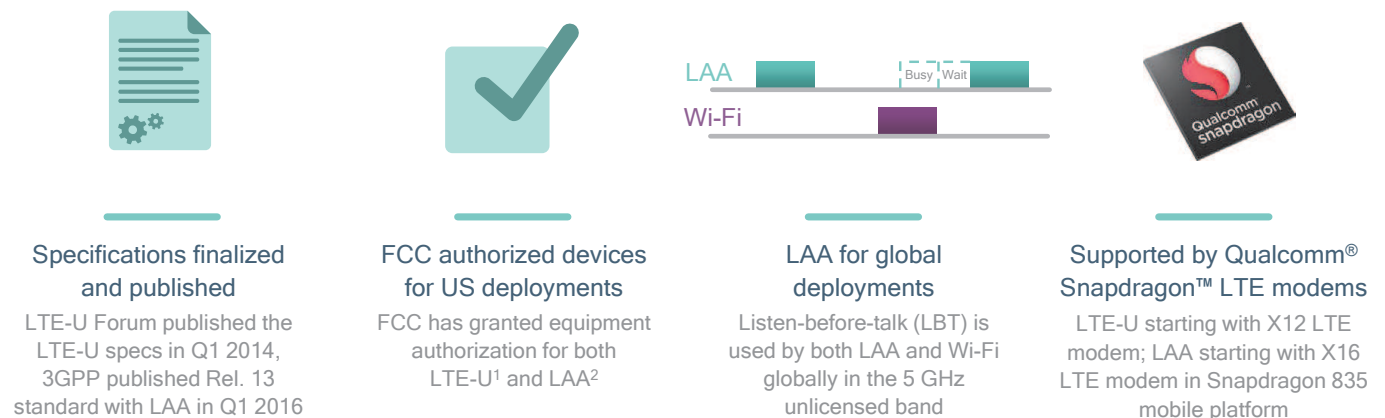 LAA
Busy
Wait
Wi-Fi
Qualcomm
snapdragon
Specifications finalized
and published
LTE-U Forum published the
LTE-U specs in Q1 2014,
3GPP published Rel. 13
standard with LAA in Q1 2016
FCC authorized devices
for US deployments
FCC has granted equipment
authorization for both
LTE-U¹ and LAA²
LAA for global
deployments
Listen-before-talk (LBT) is
used by both LAA and Wi-Fi
globally in the 5 GHz
unlicensed band
Supported by Qualcomm®
Snapdragon™ LTE modems
LTE-U starting with X12 LTE
modem; LAA starting with X16
LTE modem in Snapdragon 835
mobile platform